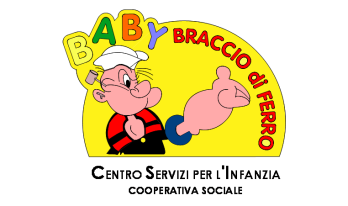 BABY
BRACCIO di FERRO
CENTRO SERVIZI PER L'INFANZIA
COOPERATIVA SOCIALE